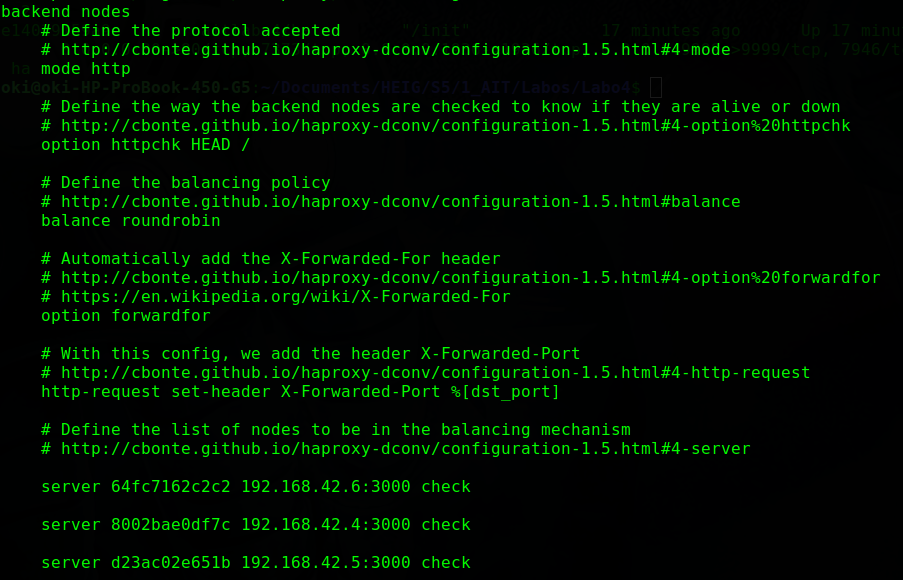 backend nodes
# Define the protocol accepted
"/init" 17 minutes ago Up 17 minu
# http://cbonte.github.io/haproxy-dconv/configuration-1.5.html#4-mode
>9999/tcp, 7946/t
ha
mode http
oki@oki-HP-ProBook-450-G5:~/Documents/HEIG/S5/1_AIT/Labos/Labo4$
# Define the way the backend nodes are checked to know if they are alive or down
# http://cbonte.github.io/haproxy-dconv/configuration-1.5.html#4-option%20httpchk
option httpchk HEAD /
# Define the balancing policy
# http://cbonte.github.io/haproxy-dconv/configuration-1.5.html#balance
balance roundrobin
# Automatically add the X-Forwarded-For header
# http://cbonte.github.io/haproxy-dconv/configuration-1.5.html#4-option%20forwardfor
# https://en.wikipedia.org/wiki/X-Forwarded-For
option forwardfor
# With this config, we add the header X-Forwarded-Port
# http://cbonte.github.io/haproxy-dconv/configuration-1.5.html#4-http-request
http-request set-header X-Forwarded-Port %[dst_port]
# Define the list of nodes to be in the balancing mechanism
# http://cbonte.github.io/haproxy-dconv/configuration-1.5.html#4-server
server 64fc7162c2c2 192.168.42.6:3000 check
server 8002bae0df7c 192.168.42.4:3000 check
server d23ac02e651b 192.168.42.5:3000 check